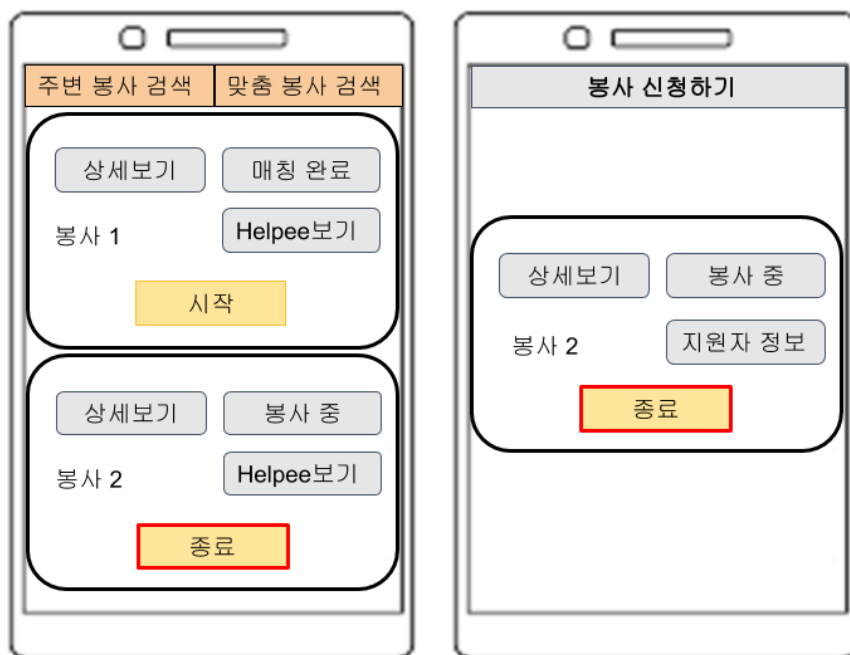 주변 봉사 검색
맞춤 봉사 검색
상세보기
매칭 완료
봉사 1
Helpee보기
시작
상세보기
봉사 중
봉사 2
Helpee보기
종료
봉사 신청하기
상세보기
봉사 중
봉사 2
지원자 정보
종료